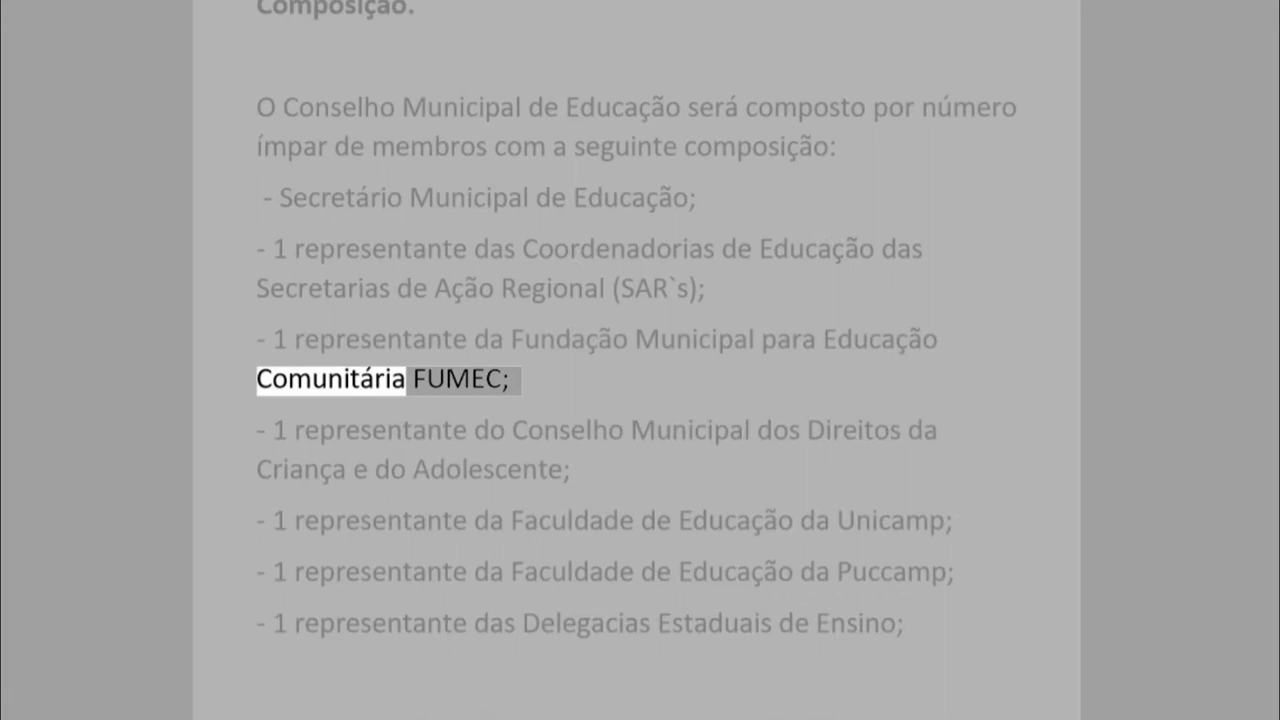 Composição.
O Conselho Municipal de Educação será composto por número
ímpar de membros com a seguinte composição:
- Secretário Municipal de Educação;
- 1 representante das Coordenadorias de Educação das
Secretarias de Ação Regional (SAR`s);
- 1 representante da Fundação Municipal para Educação
Comunitária FUMEC;
- 1 representante do Conselho Municipal dos Direitos da
Criança e do Adolescente;
- 1 representante da Faculdade de Educação da Unicamp;
- 1 representante da Faculdade de Educação da Puccamp;
- 1 representante das Delegacias Estaduais de Ensino;